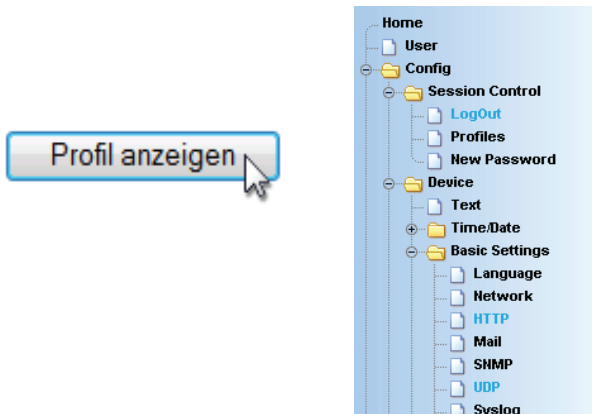 Profil anzeigen
Home
User
Config
Session Control
LogOut
Profiles
New Password
Device
Text
Time/Date
Basic Settings
Language
Network
HTTP
Mail
SNMP
UDP
Syslog